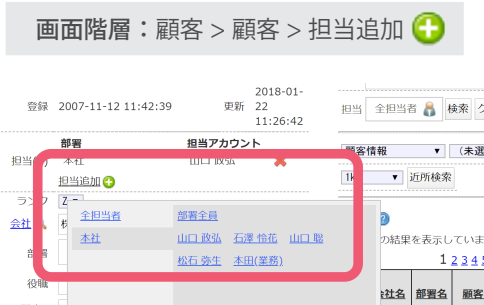 画面階層：顧客 > 顧客 > 担当追加
登録 2007-11-12 11:42:39 更新 2018-01-22 11:26:42
部署 担当アカウント
本社 山口 政弘
担当追加
ランク
会社
全担当者 部署全員
本社 山口 政弘 石澤 怜花 山口 聡
松石 弥生 本田(業務)
部署
役職
担当 全担当者 検索
顧客情報 (未選
近所検索
の結果を表示していま
1 2 3 4 5
会社名 部署名 顧客